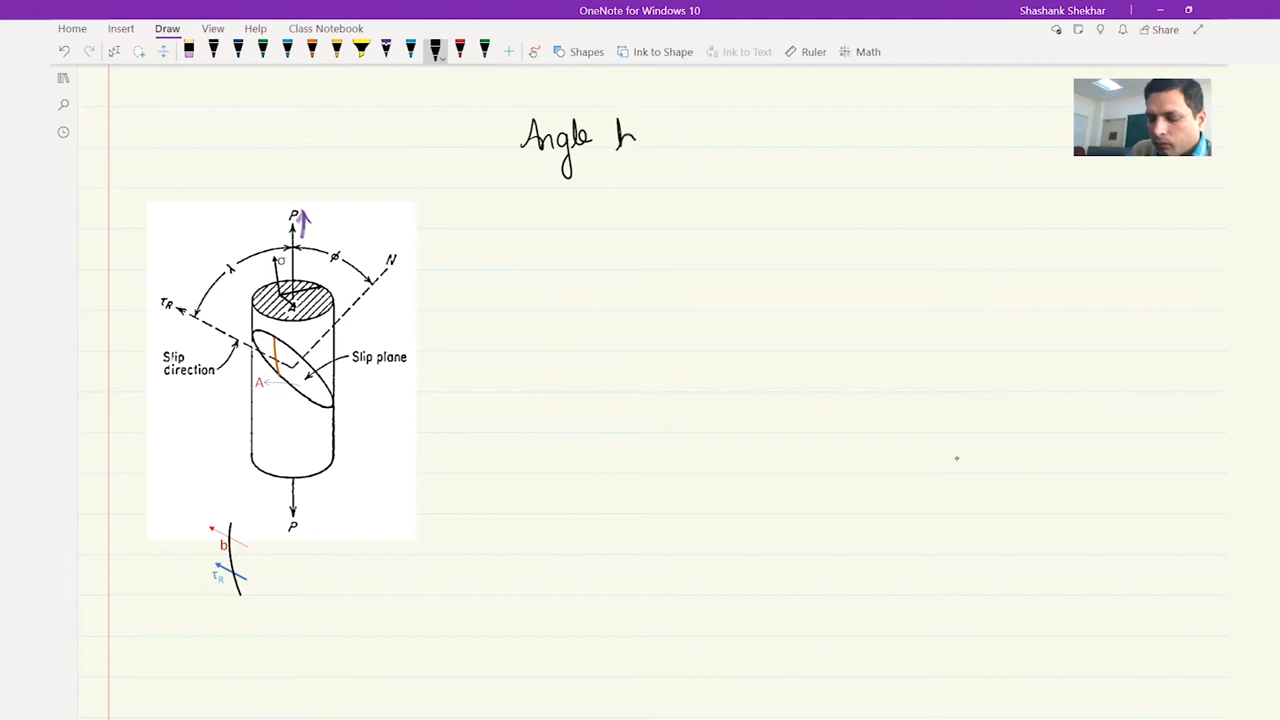 OneNote for Windows 10
Shashank Shekhar
Home Insert Draw View Help Class Notebook
Shapes Ink to Shape Ink to Text Ruler Math Share
Angle h
P
σ
ϕ
N
λ
τR
A
Slip direction
Slip plane
A
P
b
τR